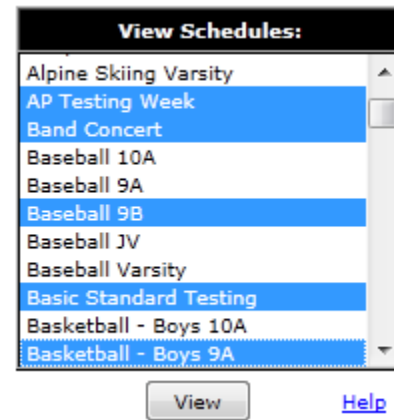 View Schedules:
Alpine Skiing Varsity
AP Testing Week
Band Concert
Baseball 10A
Baseball 9A
Baseball 9B
Baseball JV
Baseball Varsity
Basic Standard Testing
Basketball - Boys 10A
Basketball - Boys 9A
View
Help